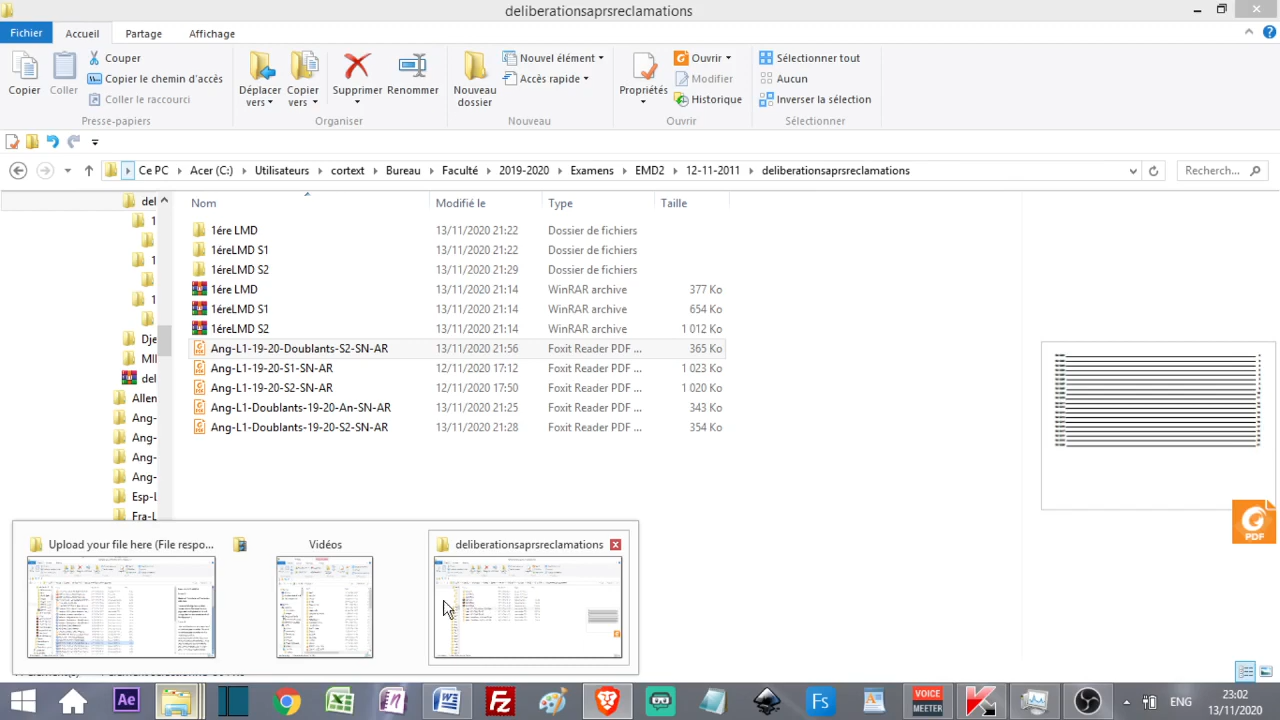 deliberationsaprsreclamations
Fichier Accueil Partage Affichage
Copier
Coller
Couper
Copier le chemin d'accès
Coller le raccourci
Presse-papiers
Déplacer vers
Copier vers
Supprimer
Renommer
Organiser
Nouveau dossier
Nouvel élément
Accès rapide
Nouveau
Propriétés
Ouvrir
Modifier
Historique
Ouvrir
Sélectionner tout
Aucun
Inverser la sélection
Sélectionner
Ce PC Acer (C:) Utilisateurs cortext Bureau Faculté 2019-2020 Examens EMD2 12-11-2011 deliberationsaprsreclamations
Recherch...
Nom Modifié le Type Taille
1ére LMD 13/11/2020 21:22 Dossier de fichiers
1éreLMD S1 13/11/2020 21:22 Dossier de fichiers
1éreLMD S2 13/11/2020 21:29 Dossier de fichiers
1ére LMD 13/11/2020 21:14 WinRAR archive 377 Ko
1éreLMD S1 13/11/2020 21:14 WinRAR archive 654 Ko
1éreLMD S2 13/11/2020 21:14 WinRAR archive 1 012 Ko
Ang-L1-19-20-Doublants-S2-SN-AR 13/11/2020 21:56 Foxit Reader PDF ... 365 Ko
Ang-L1-19-20-S1-SN-AR 12/11/2020 17:12 Foxit Reader PDF ... 1 023 Ko
Ang-L1-19-20-S2-SN-AR 12/11/2020 17:50 Foxit Reader PDF ... 1 020 Ko
Ang-L1-Doublants-19-20-An-SN-AR 13/11/2020 21:25 Foxit Reader PDF ... 343 Ko
Ang-L1-Doublants-19-20-S2-SN-AR 13/11/2020 21:28 Foxit Reader PDF ... 354 Ko
del
1
1
1
Dje
MI
del
Allen
Ang-
Ang-
Ang-
Ang-
Esp-L
Fra-L
PDF
Upload your file here (File respo... Vidéos deliberationsaprsreclamations
Ae
Fs
VOICE MEETER
ENG
23:02
13/11/2020